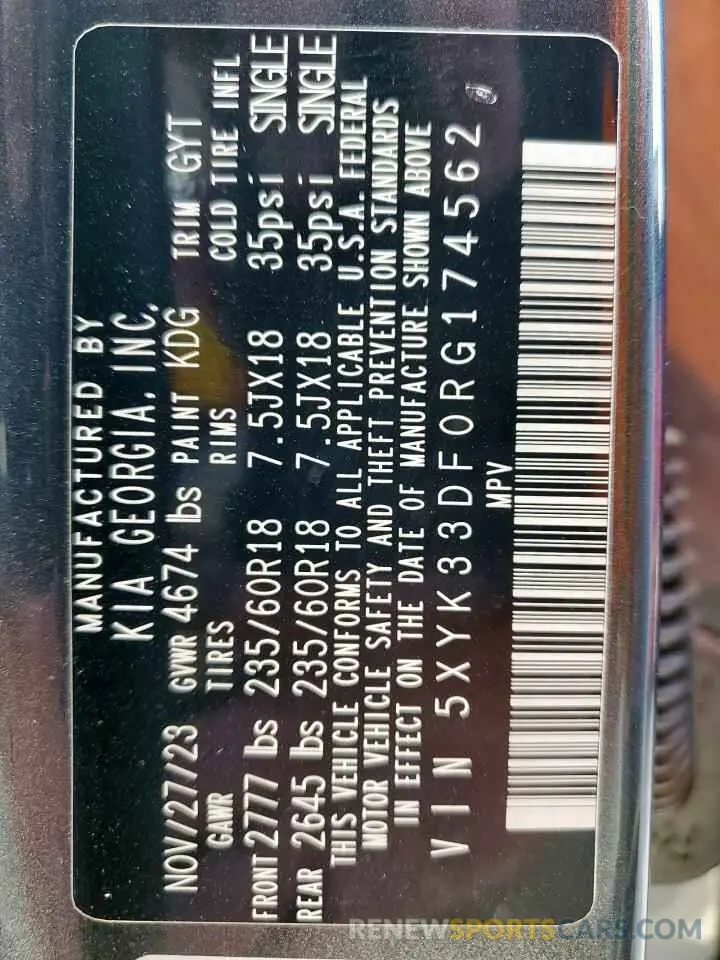 MANUFACTURED BY
KIA GEORGIA, INC.
NOV/27/23 GVWR 4674 lbs PAINT KDG TRIM GYT
GAWR TIRES RIMS COLD TIRE INFL
FRONT 2777 lbs 235/60R18 7.5JX18 35psi SINGLE
REAR 2645 lbs 235/60R18 7.5JX18 35psi SINGLE
THIS VEHICLE CONFORMS TO ALL APPLICABLE U.S.A. FEDERAL
MOTOR VEHICLE SAFETY AND THEFT PREVENTION STANDARDS
IN EFFECT ON THE DATE OF MANUFACTURE SHOWN ABOVE
VIN 5XYK33DF0RG174562
MPV
RENEWSPORTSCARS.COM